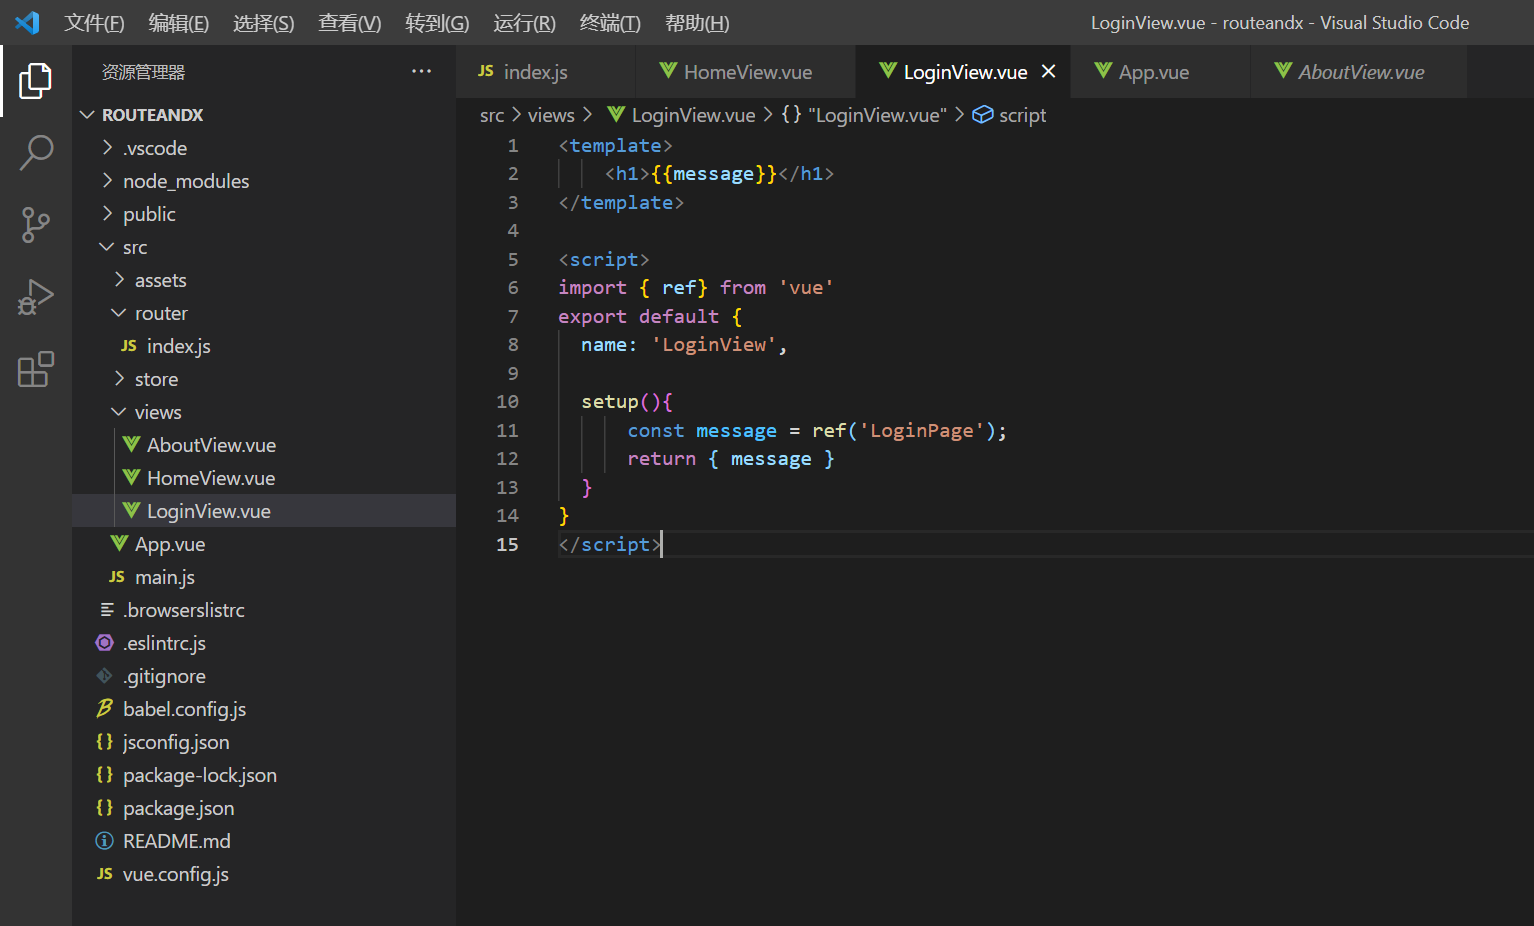 文件(F) 编辑(E) 选择(S) 查看(V) 转到(G) 运行(R) 终端(T) 帮助(H) LoginView.vue - routeandx - Visual Studio Code
资源管理器 ···
ROUTEANDX
.vscode
node_modules
public
src
assets
router
JS index.js
store
views
AboutView.vue
HomeView.vue
LoginView.vue
App.vue
JS main.js
.browserslistrc
.eslintrc.js
.gitignore
babel.config.js
{} jsconfig.json
{} package-lock.json
{} package.json
README.md
JS vue.config.js
JS index.js HomeView.vue LoginView.vue App.vue AboutView.vue
src > views > LoginView.vue > {} "LoginView.vue" > script
1 <template>
2 <h1>{{message}}</h1>
3 </template>
4
5 <script>
6 import { ref} from 'vue'
7 export default {
8 name: 'LoginView',
9
10 setup(){
11 const message = ref('LoginPage');
12 return { message }
13 }
14 }
15 </script>